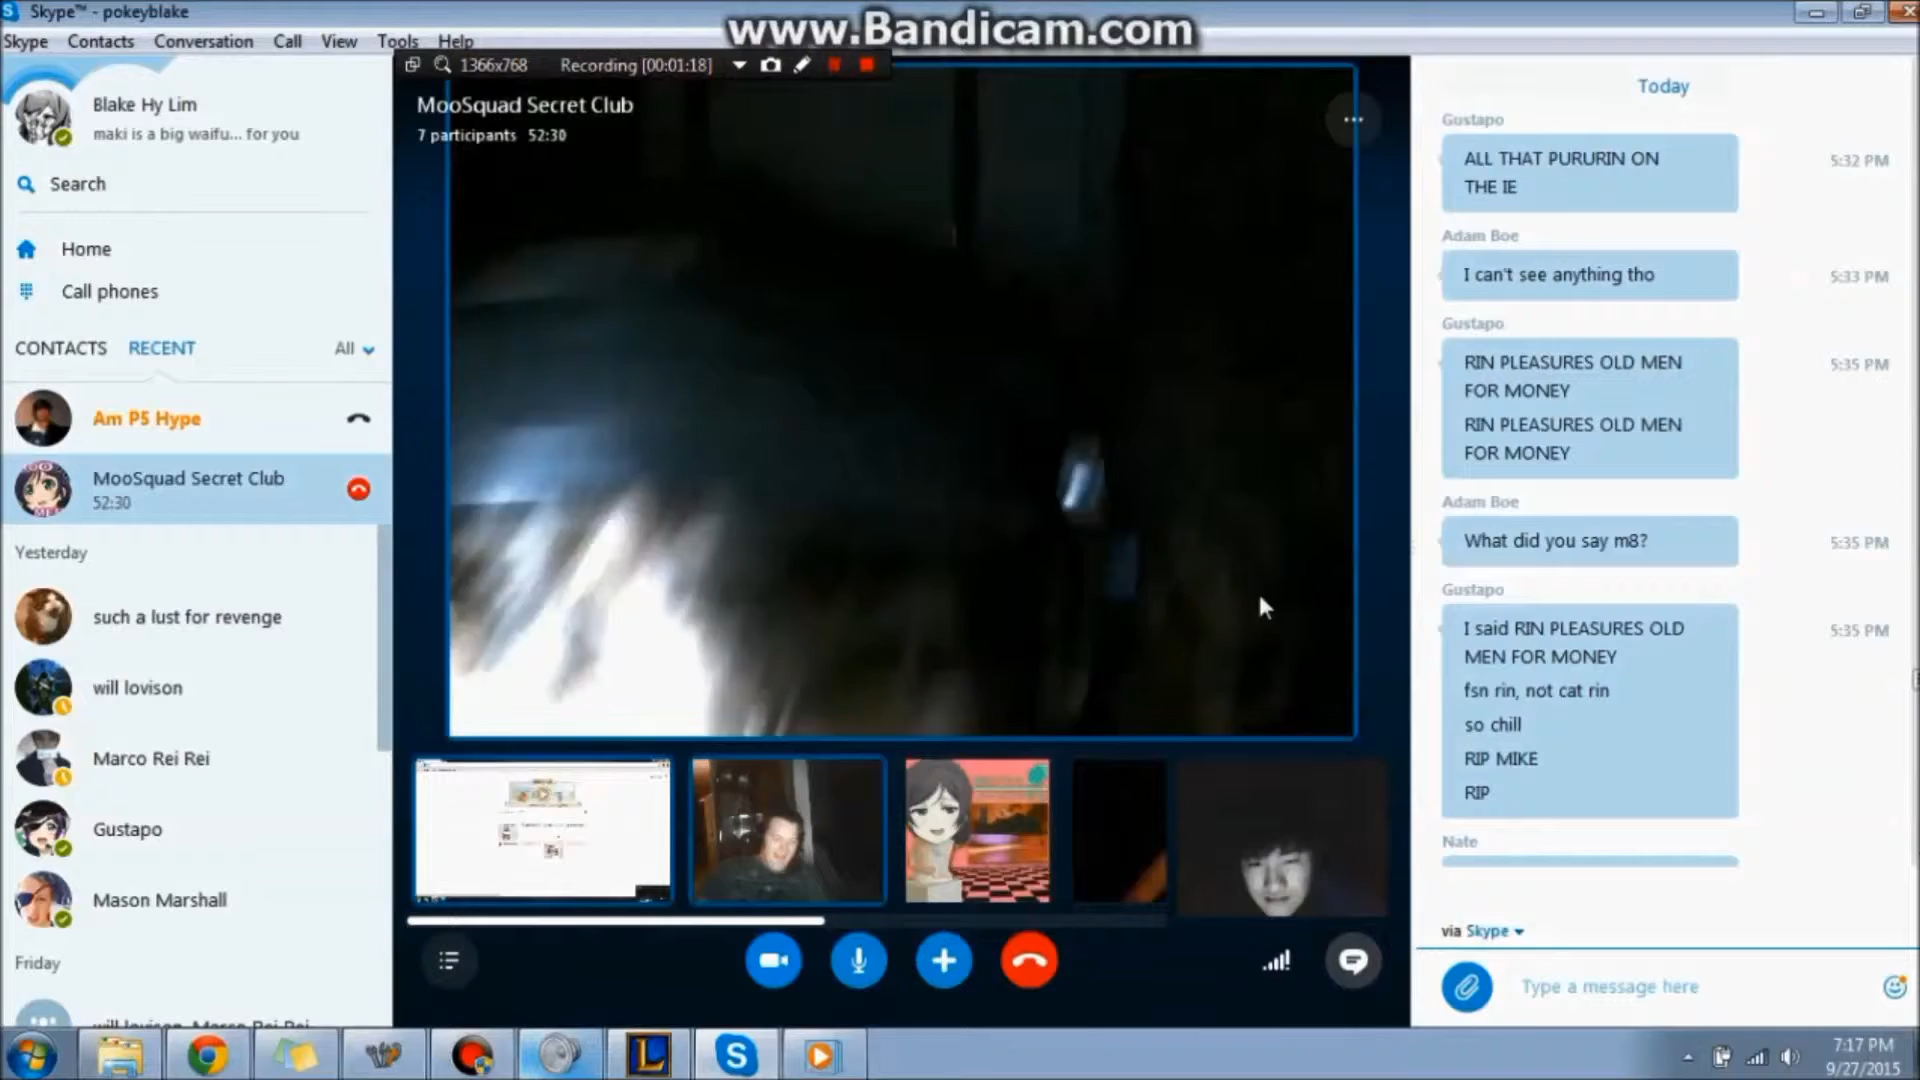 Skype™ - pokeyblake
www.Bandicam.com
Skype Contacts Conversation Call View Tools Help
1366x768 Recording [00:01:18]
Blake Hy Lim
maki is a big waifu... for you
Search
Home
Call phones
CONTACTS RECENT All
Am P5 Hype
MooSquad Secret Club
52:30
Yesterday
such a lust for revenge
will lovison
Marco Rei Rei
Gustapo
Mason Marshall
Friday
will lovison, Marco Rei Rei
MooSquad Secret Club
7 participants 52:30
Today
Gustapo
ALL THAT PURURIN ON
THE IE
5:32 PM
Adam Boe
I can't see anything tho
5:33 PM
Gustapo
RIN PLEASURES OLD MEN
FOR MONEY
5:35 PM
RIN PLEASURES OLD MEN
FOR MONEY
Adam Boe
What did you say m8?
5:35 PM
Gustapo
I said RIN PLEASURES OLD
MEN FOR MONEY
5:35 PM
fsn rin, not cat rin
so chill
RIP MIKE
RIP
Nate
via Skype
Type a message here
7:17 PM
9/27/2015